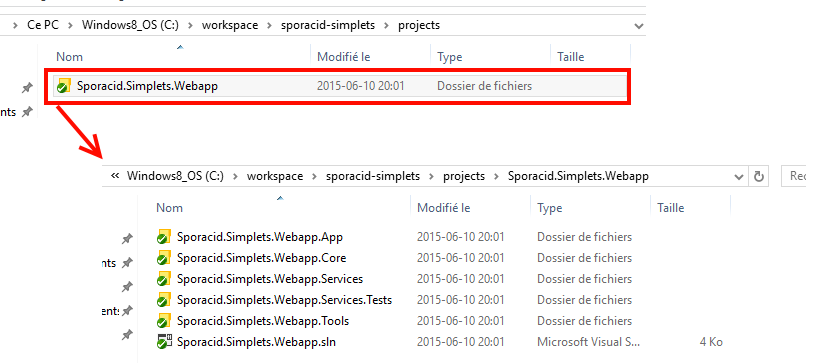 Ce PC > Windows8_OS (C:) > workspace > sporacid-simplets > projects
Nom Modifié le Type Taille
Sporacid.Simplets.Webapp 2015-06-10 20:01 Dossier de fichiers
ents
« Windows8_OS (C:) > workspace > sporacid-simplets > projects > Sporacid.Simplets.Webapp Rec
Nom Modifié le Type Taille
Sporacid.Simplets.Webapp.App 2015-06-10 20:01 Dossier de fichiers
nts Sporacid.Simplets.Webapp.Core 2015-06-10 20:01 Dossier de fichiers
Sporacid.Simplets.Webapp.Services 2015-06-10 20:01 Dossier de fichiers
Sporacid.Simplets.Webapp.Services.Tests 2015-06-10 20:01 Dossier de fichiers
ents Sporacid.Simplets.Webapp.Tools 2015-06-10 20:01 Dossier de fichiers
Sporacid.Simplets.Webapp.sln 2015-06-10 20:01 Microsoft Visual S... 4 Ko